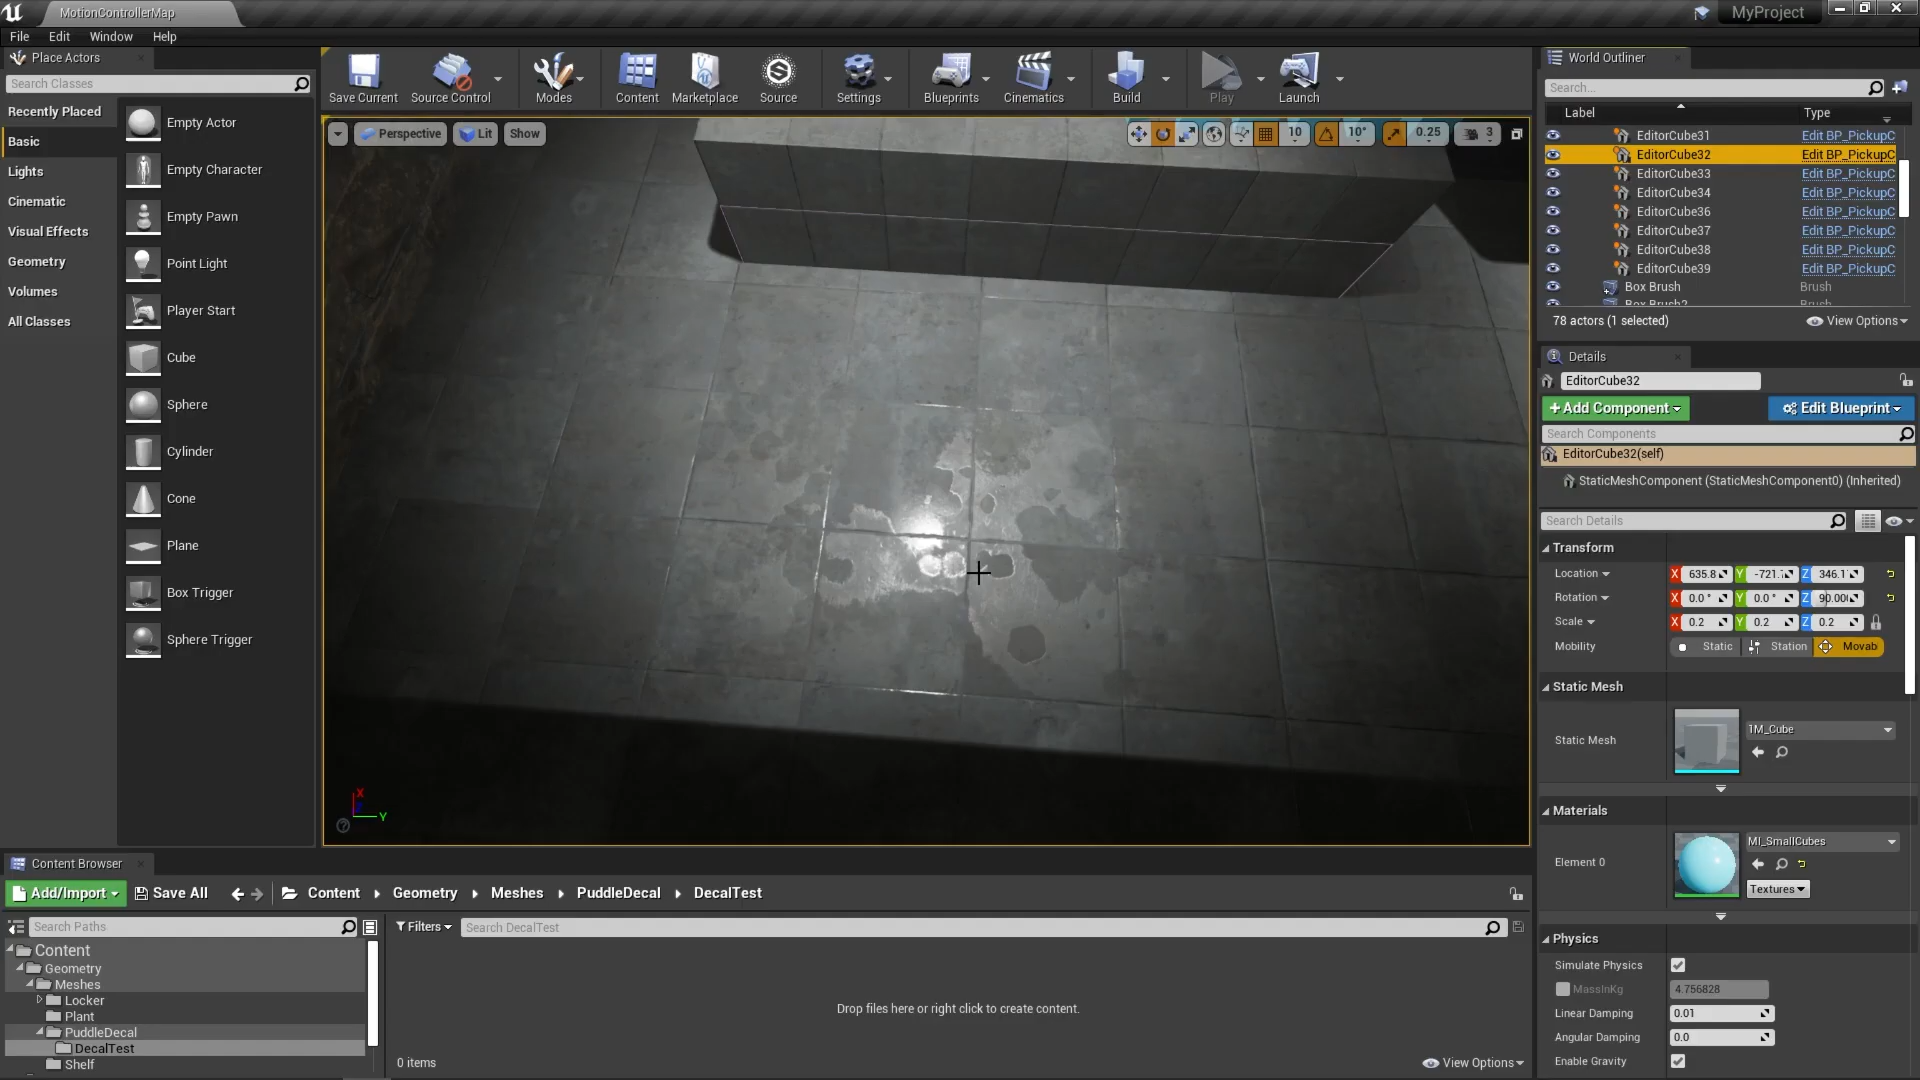 MotionControllerMap
MyProject
File Edit Window Help
Place Actors
Search Classes
Recently Placed
Basic
Lights
Cinematic
Visual Effects
Geometry
Volumes
All Classes
Empty Actor
Empty Character
Empty Pawn
Point Light
Player Start
Cube
Sphere
Cylinder
Cone
Plane
Box Trigger
Sphere Trigger
Save Current
Source Control
Modes
Content
Marketplace
Source
Settings
Blueprints
Cinematics
Build
Play
Launch
Perspective Lit Show
10 10° 0.25 3
X
Y
World Outliner
Search...
Label Type
EditorCube31 Edit BP_PickupC
EditorCube32 Edit BP_PickupC
EditorCube33 Edit BP_PickupC
EditorCube34 Edit BP_PickupC
EditorCube36 Edit BP_PickupC
EditorCube37 Edit BP_PickupC
EditorCube38 Edit BP_PickupC
EditorCube39 Edit BP_PickupC
Box Brush Brush
Box Brush2 Brush
78 actors (1 selected) View Options
Details
EditorCube32
+Add Component Edit Blueprint
Search Components
EditorCube32(self)
StaticMeshComponent (StaticMeshComponent0) (Inherited)
Search Details
Transform
Location X 635.8 Y -721. Z 346.1
Rotation X 0.0 ° Y 0.0 ° Z 90.00
Scale X 0.2 Y 0.2 Z 0.2
Mobility Static Station Movab
Static Mesh
Static Mesh 1M_Cube
Materials
Element 0 MI_SmallCubes
Textures
Physics
Simulate Physics
MassInKg 4.756828
Linear Damping 0.01
Angular Damping 0.0
Enable Gravity
Content Browser
Add/Import Save All Content Geometry Meshes PuddleDecal DecalTest
Search Paths
Filters Search DecalTest
Content
Geometry
Meshes
Locker
Plant
PuddleDecal
DecalTest
Shelf
Drop files here or right click to create content.
0 items View Options